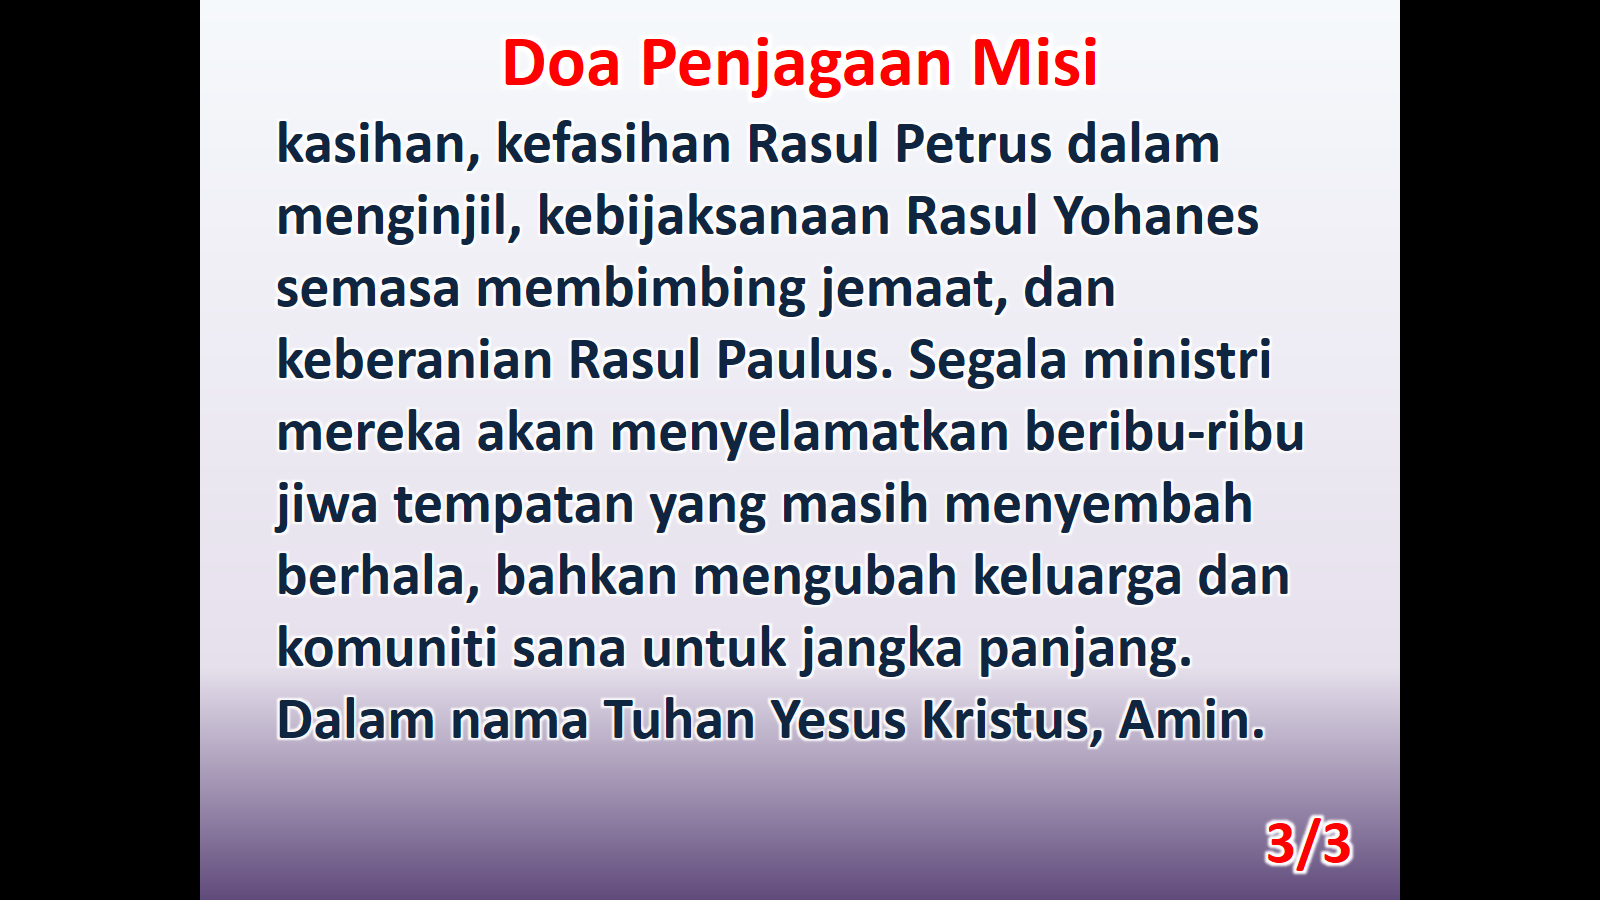 Doa Penjagaan Misi
kasihan, kefasihan Rasul Petrus dalam
menginjil, kebijaksanaan Rasul Yohanes
semasa membimbing jemaat, dan
keberanian Rasul Paulus. Segala ministri
mereka akan menyelamatkan beribu-ribu
jiwa tempatan yang masih menyembah
berhala, bahkan mengubah keluarga dan
komuniti sana untuk jangka panjang.
Dalam nama Tuhan Yesus Kristus, Amin.
3/3